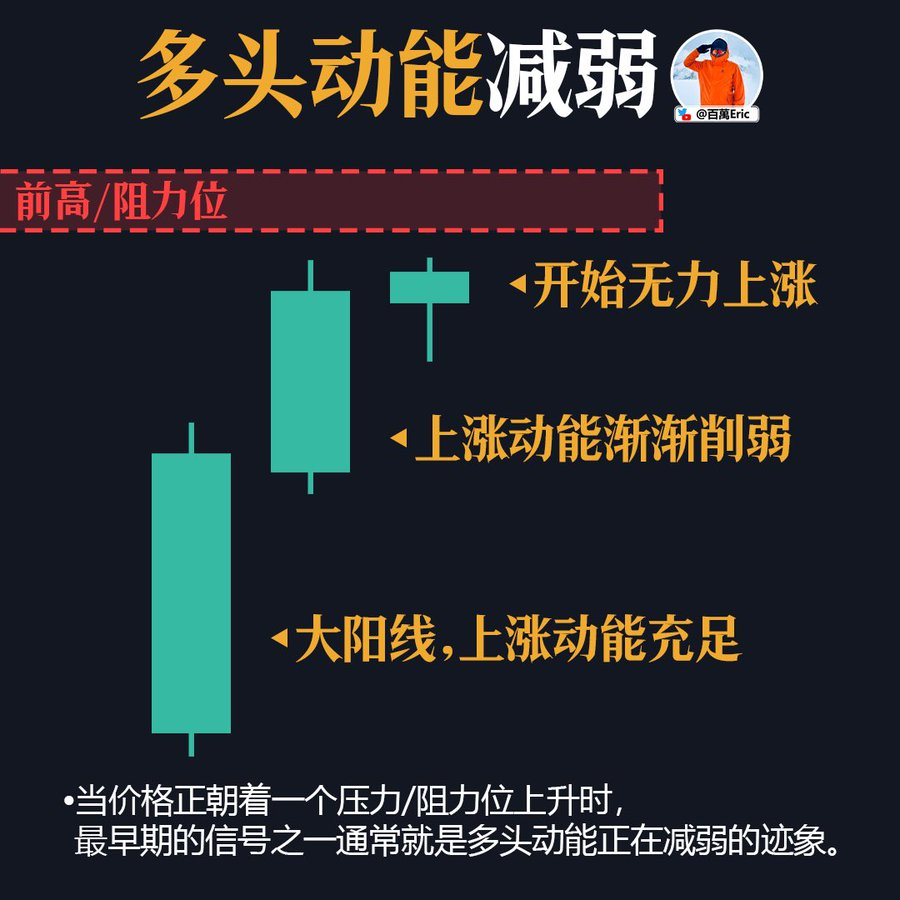 多头动能减弱
@百萬Eric
前高/阻力位
开始无力上涨
上涨动能渐渐削弱
大阳线,上涨动能充足
•当价格正朝着一个压力/阻力位上升时，
最早期的信号之一通常就是多头动能正在减弱的迹象。